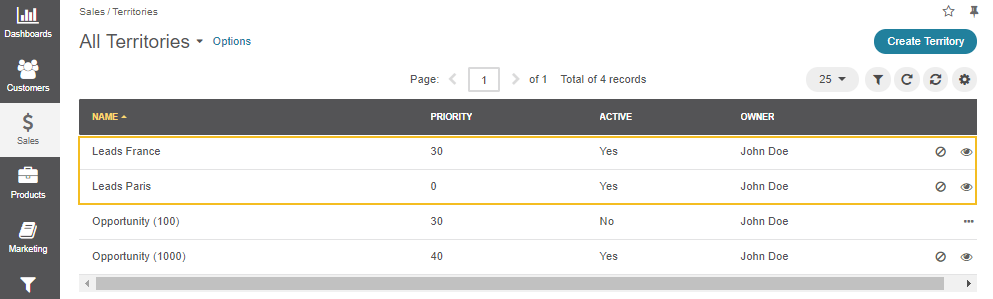 Dashboards
Customers
Sales
Products
Marketing
Sales / Territories
All Territories Options Create Territory
Page: 1 of 1 Total of 4 records 25
NAME PRIORITY ACTIVE OWNER
Leads France 30 Yes John Doe
Leads Paris 0 Yes John Doe
Opportunity (100) 30 No John Doe
Opportunity (1000) 40 Yes John Doe